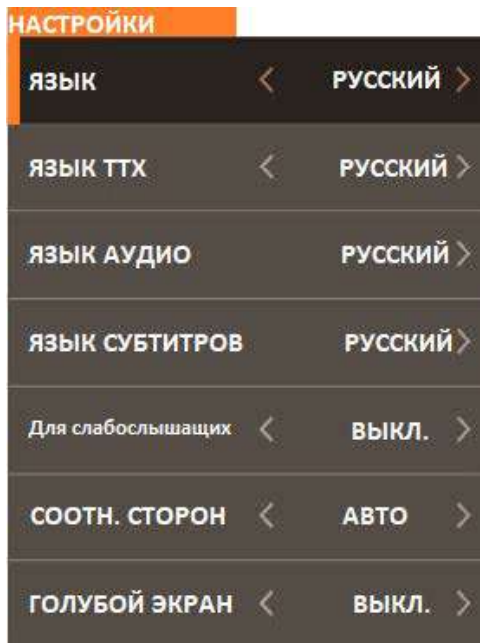 НАСТРОЙКИ
ЯЗЫК < РУССКИЙ >
ЯЗЫК ТТХ < РУССКИЙ >
ЯЗЫК АУДИО РУССКИЙ >
ЯЗЫК СУБТИТРОВ РУССКИЙ >
Для слабослышащих < ВЫКЛ. >
СООТН. СТОРОН < АВТО >
ГОЛУБОЙ ЭКРАН < ВЫКЛ. >